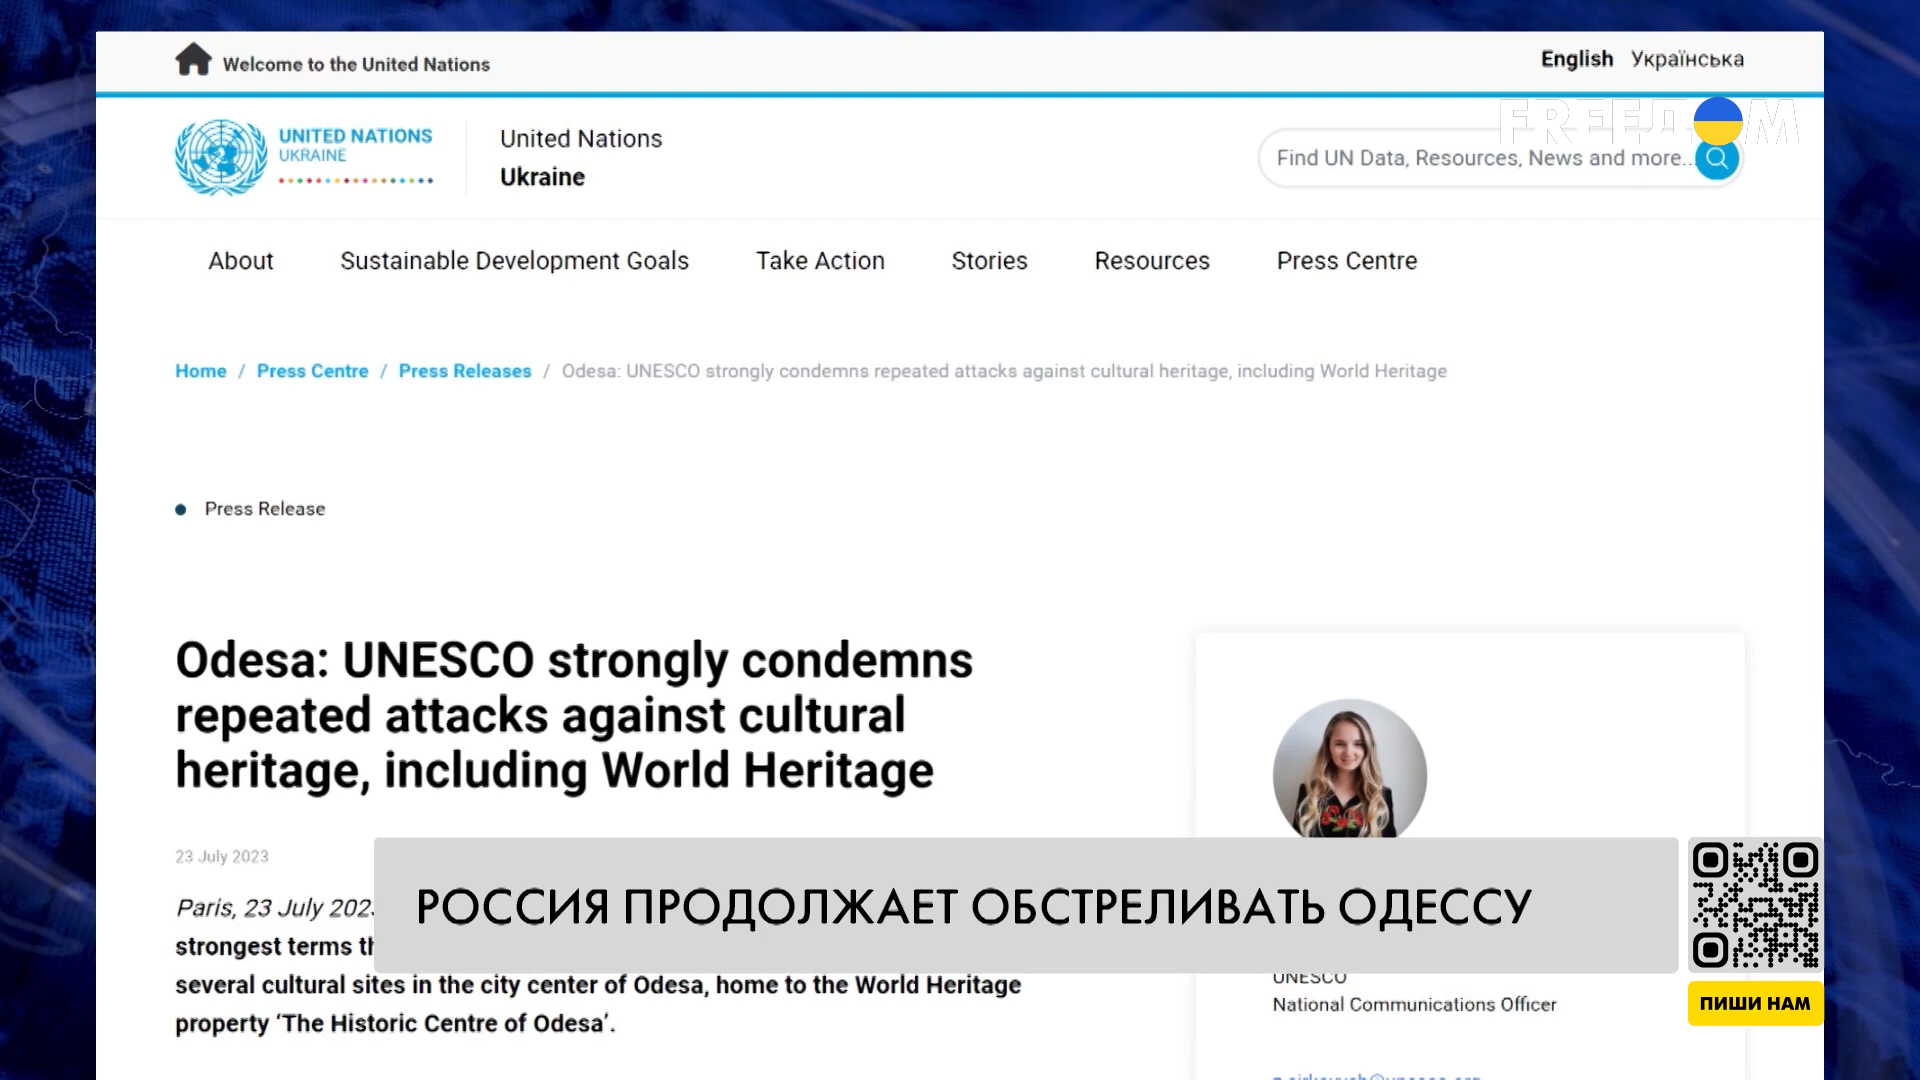 Welcome to the United Nations
English Українська
FREEДOM
UNITED NATIONS
UKRAINE
United Nations
Ukraine
Find UN Data, Resources, News and more..
About Sustainable Development Goals Take Action Stories Resources Press Centre
Home / Press Centre / Press Releases / Odesa: UNESCO strongly condemns repeated attacks against cultural heritage, including World Heritage
Press Release
Odesa: UNESCO strongly condemns
repeated attacks against cultural
heritage, including World Heritage
23 July 2023
Paris, 23 July
strongest terms
several cultural sites in the city center of Odesa, home to the World Heritage
property ‘The Historic Centre of Odesa’.
РОССИЯ ПРОДОЛЖАЕТ ОБСТРЕЛИВАТЬ ОДЕССУ
UNESCO
National Communications Officer
ПИШИ НАМ